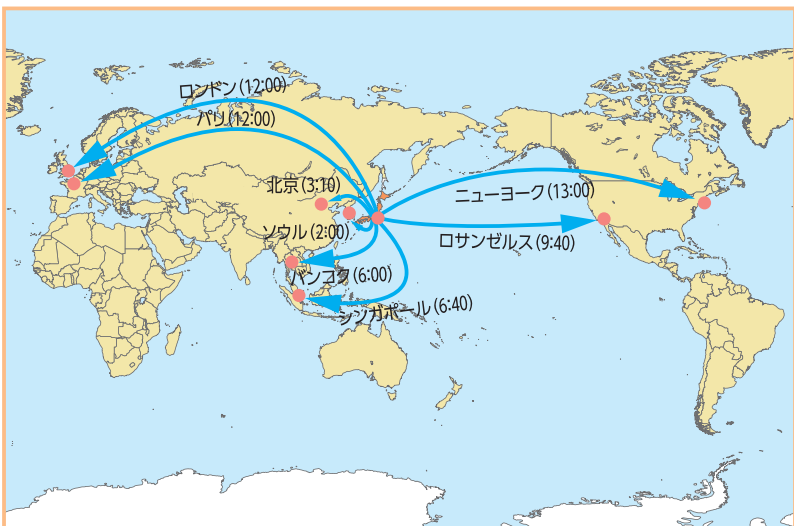 ロンドン(12:00)
パリ(12:00)
北京(3:10)
ニューヨーク(13:00)
ソウル(2:00)
ロサンゼルス(9:40)
バンコク(6:00)
シンガポール(6:40)